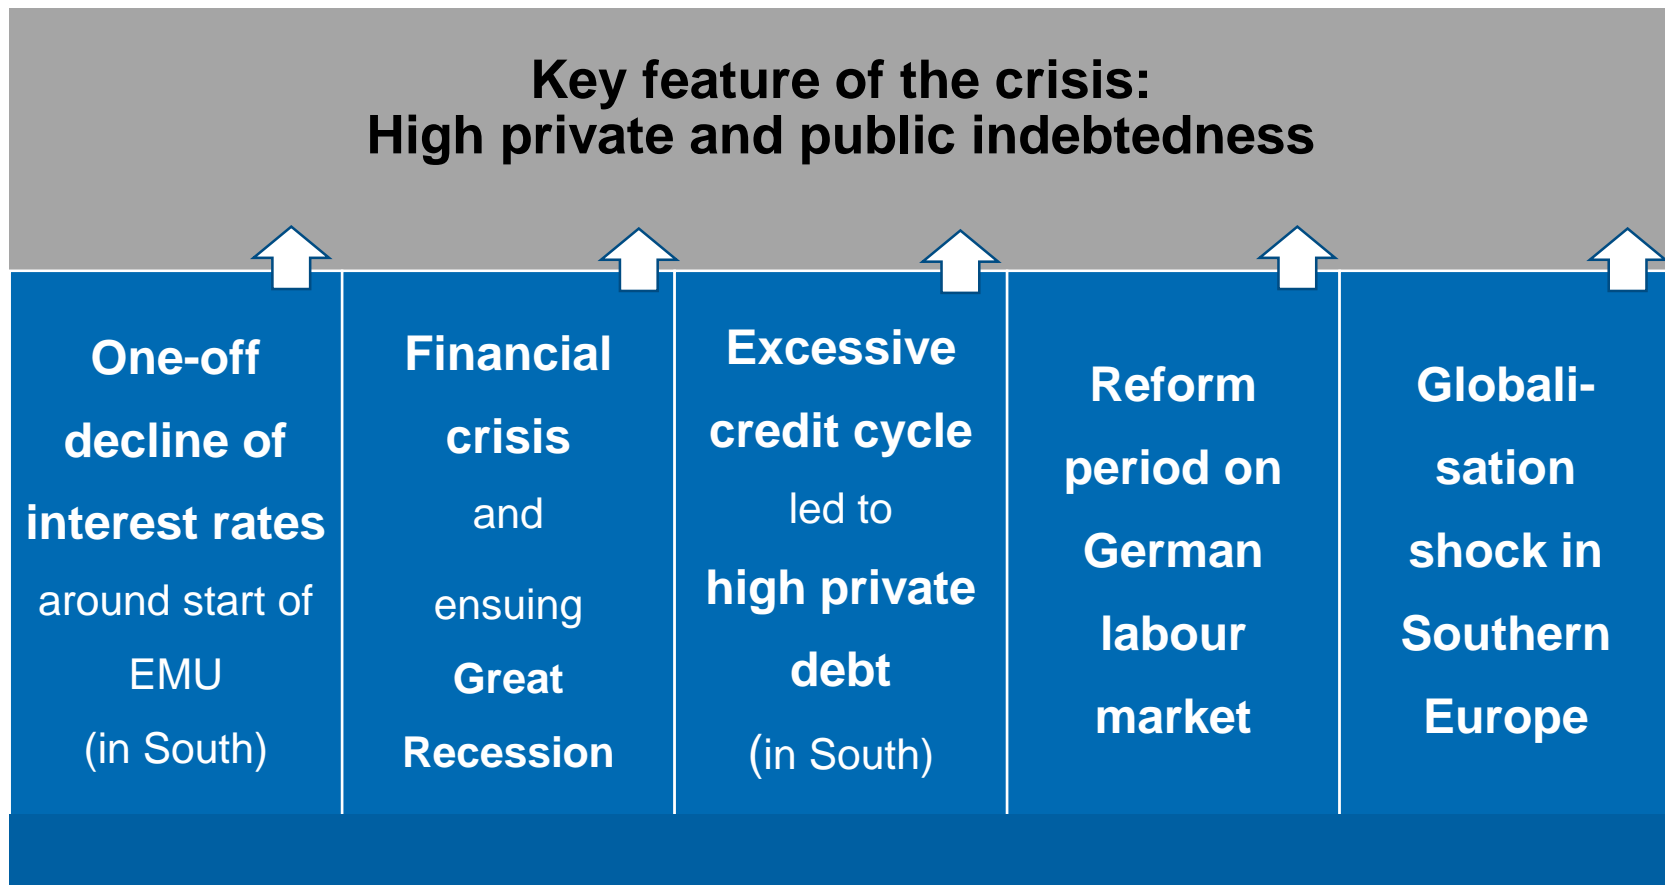 Key feature of the crisis:
High private and public indebtedness
One-off
decline of
interest rates
around start of
EMU
(in South)
Financial
crisis
and
ensuing
Great
Recession
Excessive
credit cycle
led to
high private
debt
(in South)
Reform
period on
German
labour
market
Globali-
sation
shock in
Southern
Europe